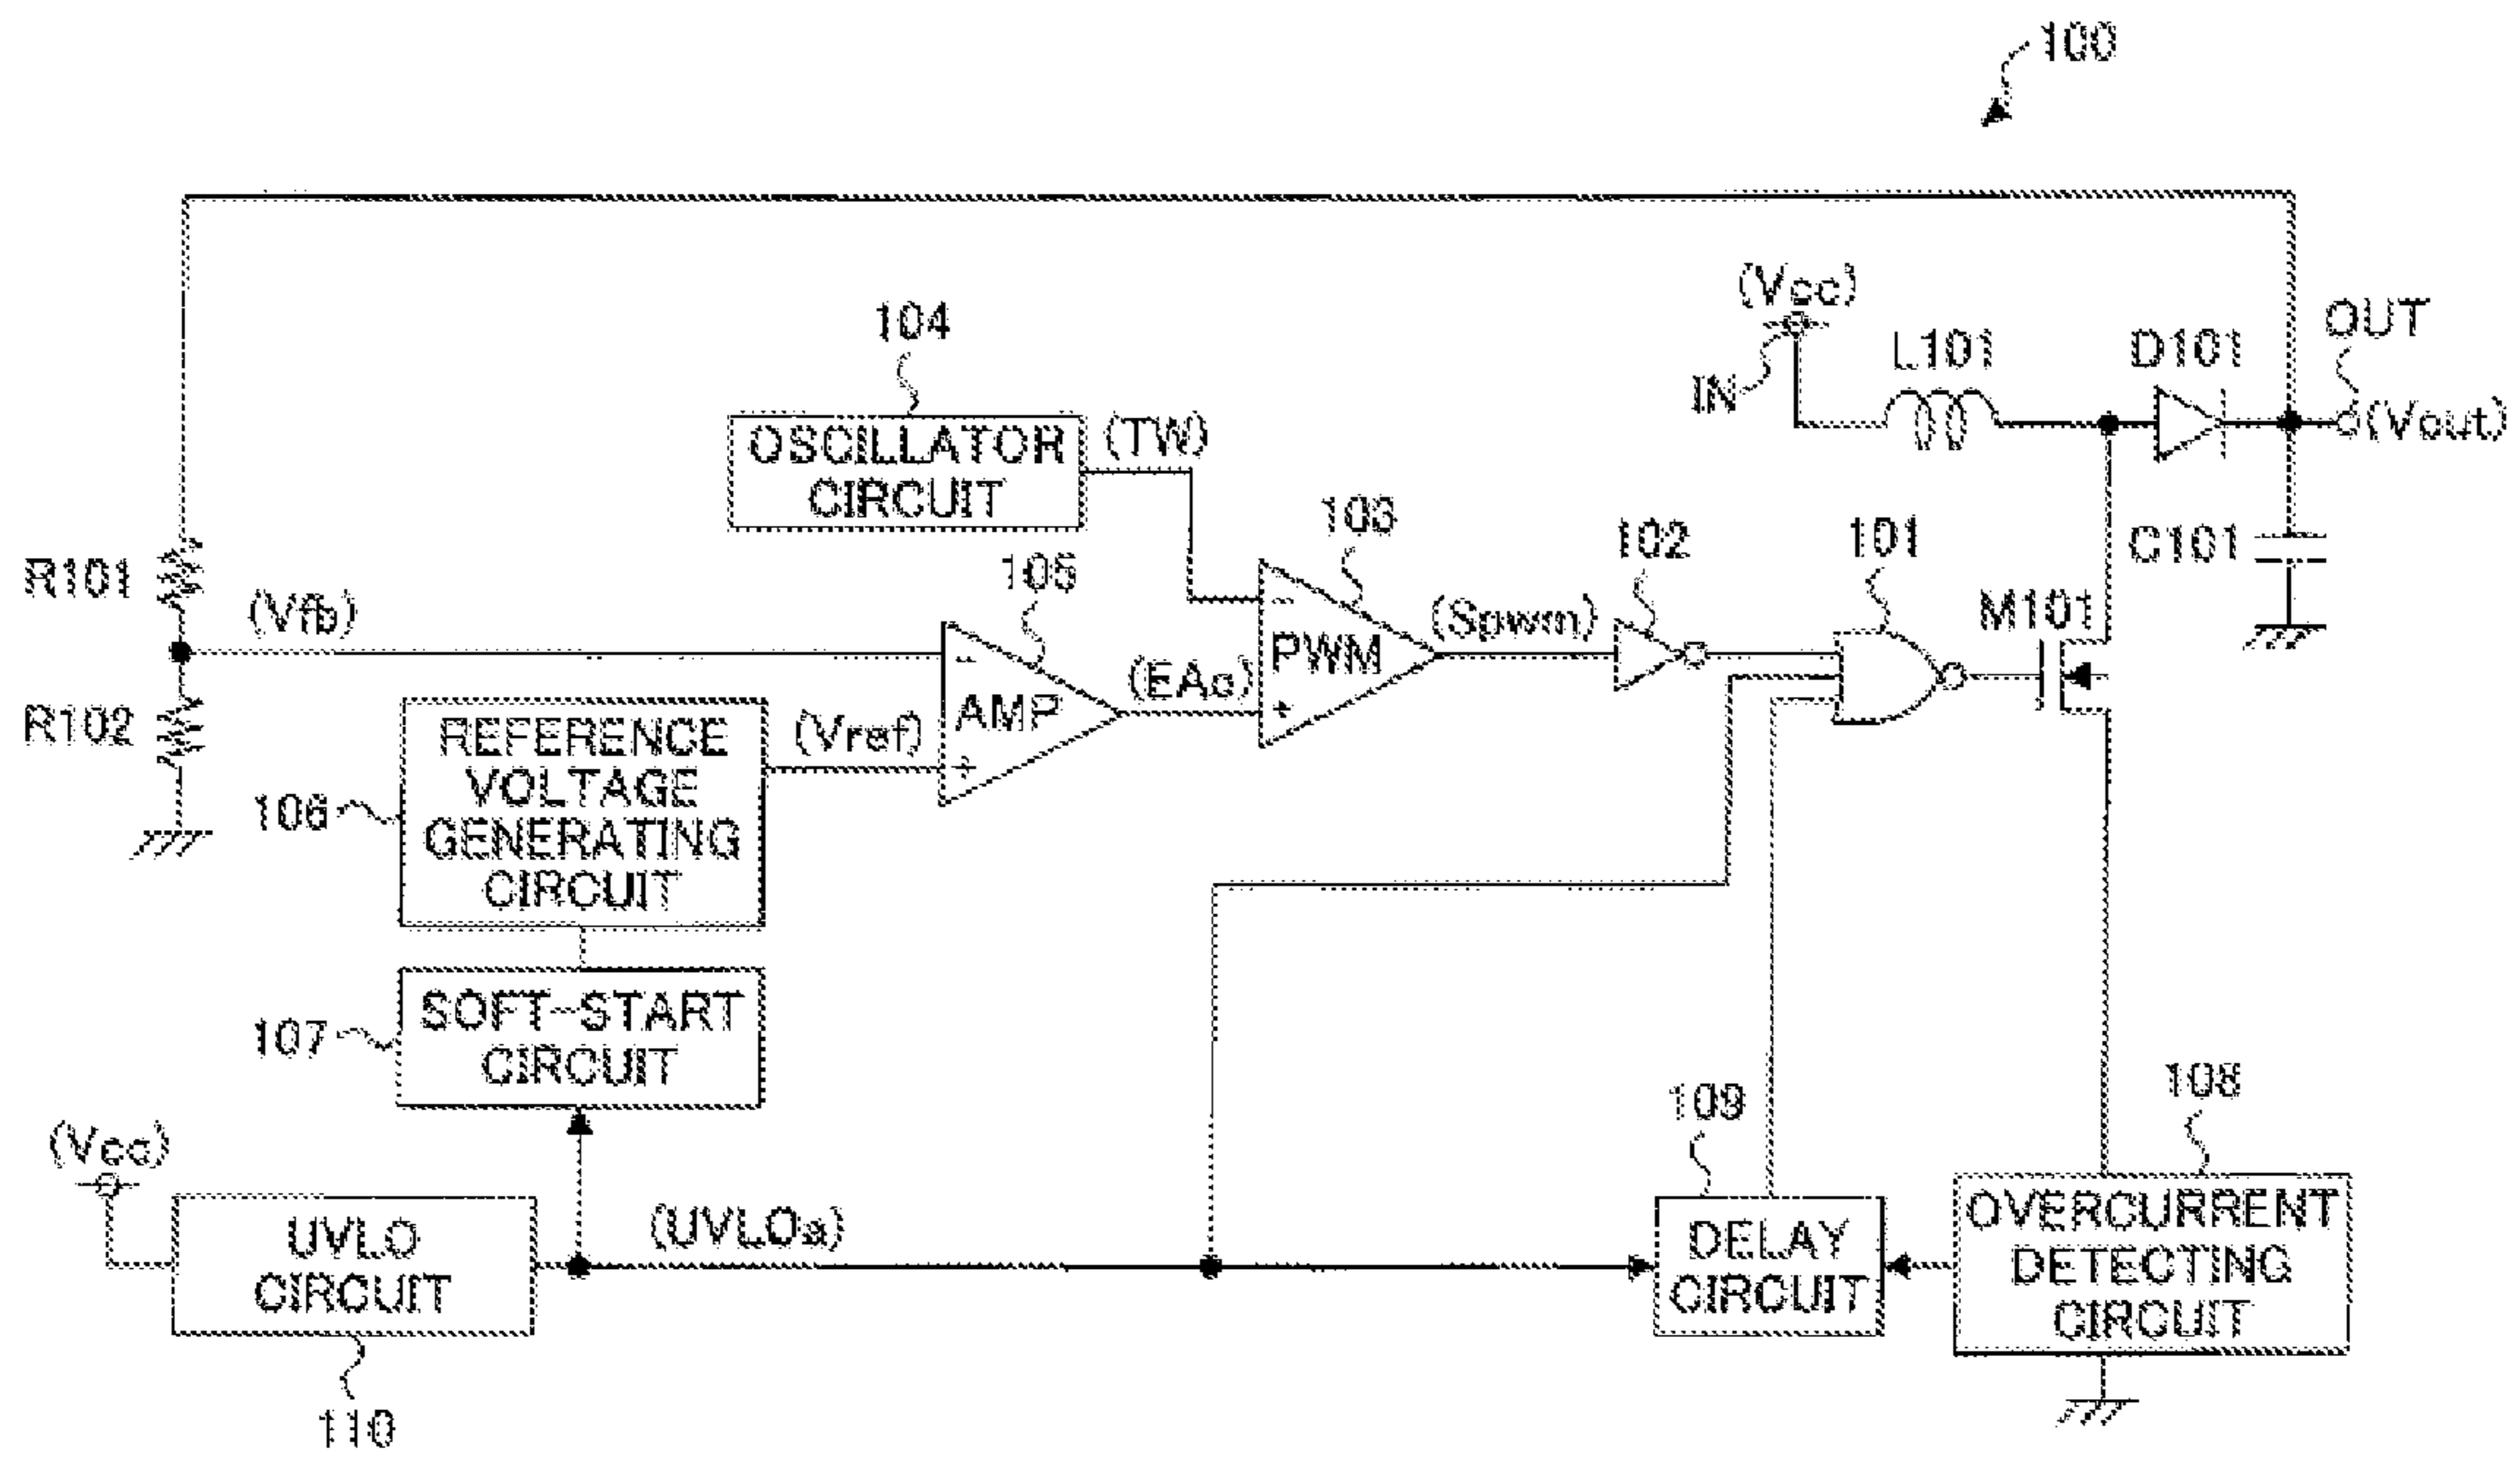 100
(Vcc)
OUT
104
L101
D101
IN
(Vout)
OSCILLATOR
CIRCUIT
(TW)
103
102
101
C101
105
R101
(Vfb)
(Spwm)
M101
PWM
(EAo)
AMP
R102
REFERENCE
VOLTAGE
GENERATING
CIRCUIT
(Vref)
106
SOFT-START
CIRCUIT
107
108
109
(Vcc)
OVERCURRENT
DETECTING
CIRCUIT
UVLO
CIRCUIT
(UVLOa)
DELAY
CIRCUIT
110